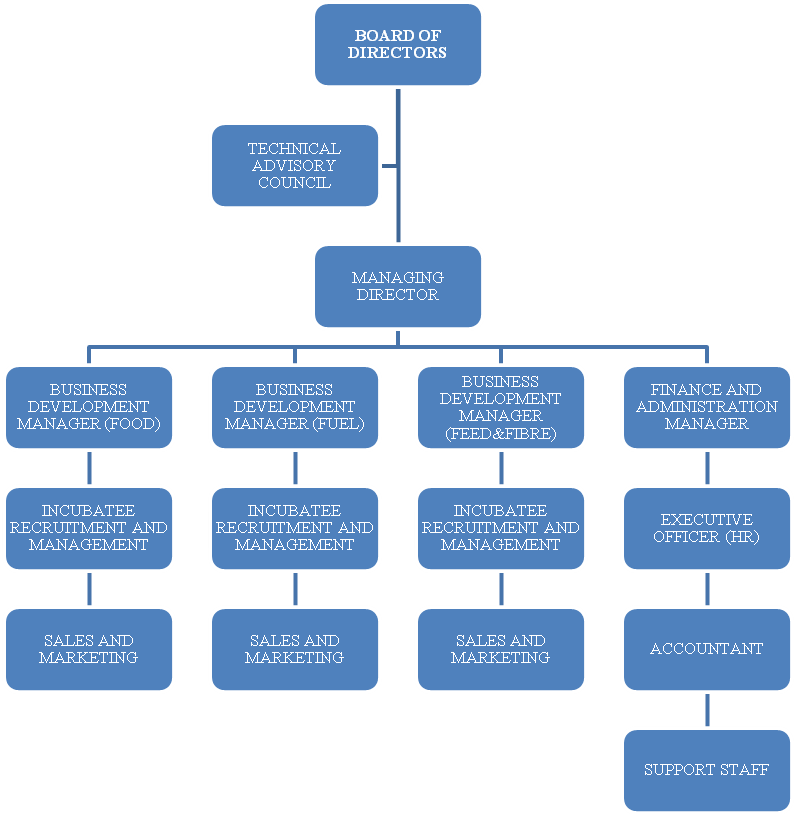 BOARD OF
DIRECTORS
TECHNICAL
ADVISORY
COUNCIL
MANAGING
DIRECTOR
BUSINESS
DEVELOPMENT
MANAGER (FOOD)
BUSINESS
DEVELOPMENT
MANAGER (FUEL)
BUSINESS
DEVELOPMENT
MANAGER
(FEED&FIBRE)
FINANCE AND
ADMINISTRATION
MANAGER
INCUBATEE
RECRUITMENT AND
MANAGEMENT
INCUBATEE
RECRUITMENT AND
MANAGEMENT
INCUBATEE
RECRUITMENT AND
MANAGEMENT
EXECUTIVE
OFFICER (HR)
SALES AND
MARKETING
SALES AND
MARKETING
SALES AND
MARKETING
ACCOUNTANT
SUPPORT STAFF